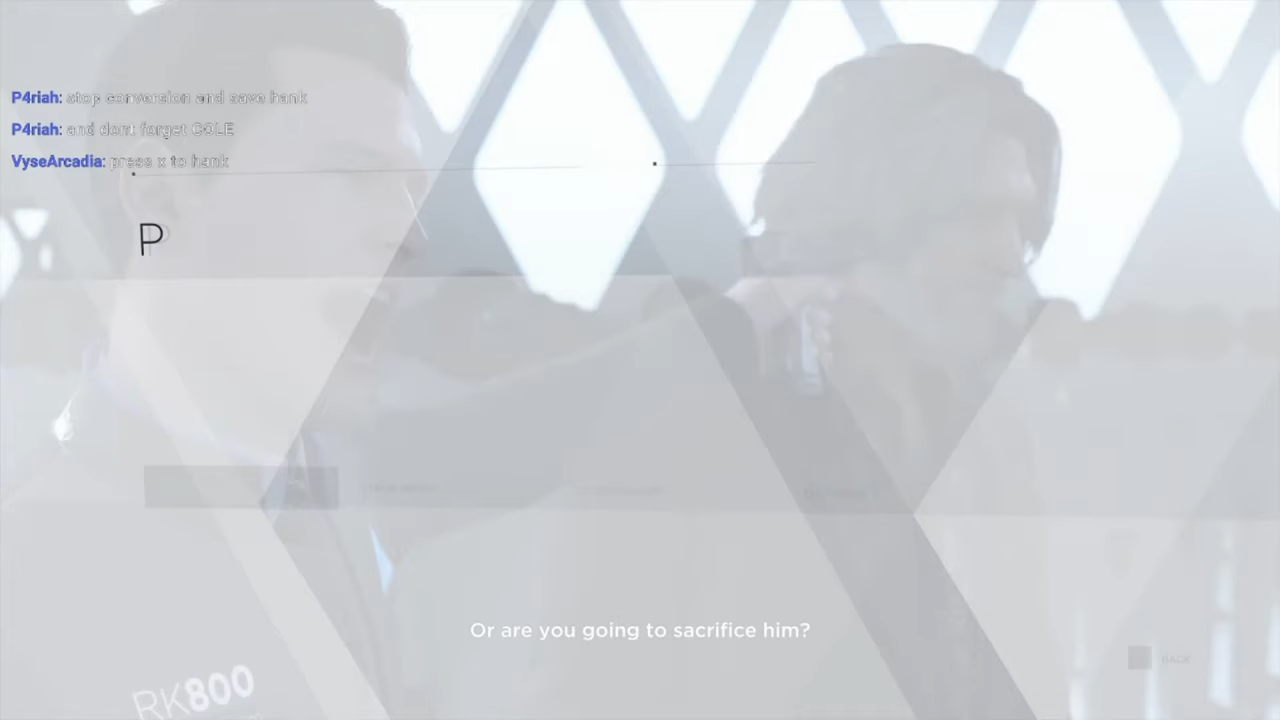 P4riah: stop conversion and save hank
P4riah: and dont forget COLE
VyseArcadia: press x to hank
P
Or are you going to sacrifice him?
BACK
RK800